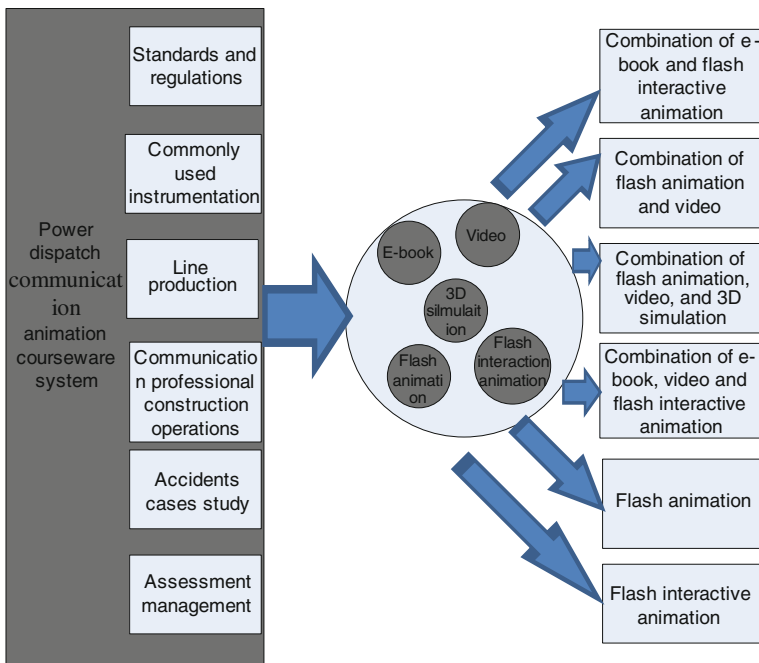 Power
dispatch
communicat
ion
animation
courseware
system
Standards and
regulations
Commonly
used
instrumentation
Line
production
Communicatio
n professional
construction
operations
Accidents
cases study
Assessment
management
E-book
Video
3D
silmulait
ion
Flash
animati
on
Flash
interaction
animation
Combination of e-
book and flash
interactive
animation
Combination of
flash animation
and video
Combination of
flash animation,
video, and 3D
simulation
Combination of e-
book, video and
flash interactive
animation
Flash animation
Flash interactive
animation